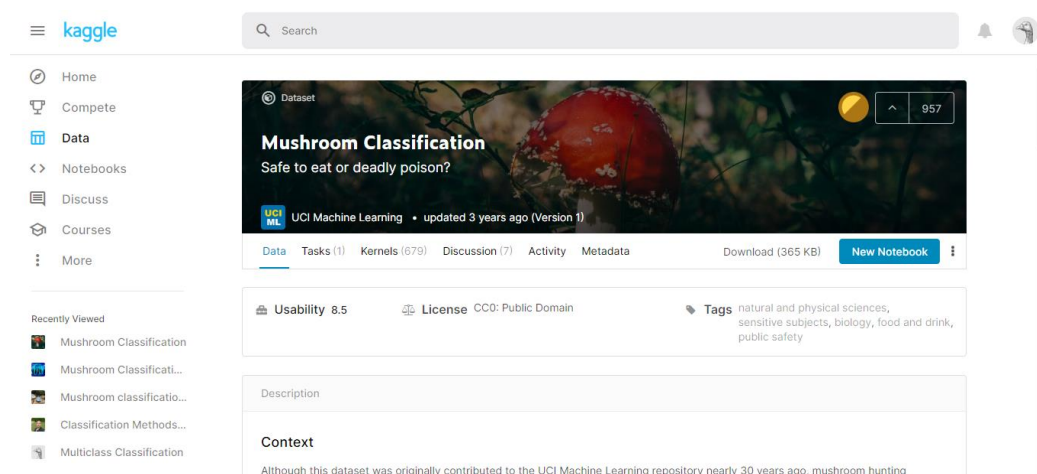 kaggle
Search
Home
Compete
Data
Notebooks
Discuss
Courses
More
Recently Viewed
Mushroom Classification
Mushroom Classificati...
Mushroom classificatio...
Classification Methods...
Multiclass Classification
Dataset
957
Mushroom Classification
Safe to eat or deadly poison?
UCI
ML
UCI Machine Learning • updated 3 years ago (Version 1)
Data Tasks (1) Kernels (679) Discussion (7) Activity Metadata Download (365 KB) New Notebook
Usability 8.5 License CC0: Public Domain Tags natural and physical sciences,
sensitive subjects, biology, food and drink,
public safety
Description
Context
Although this dataset was originally contributed to the UCI Machine Learning repository nearly 30 years ago, mushroom hunting